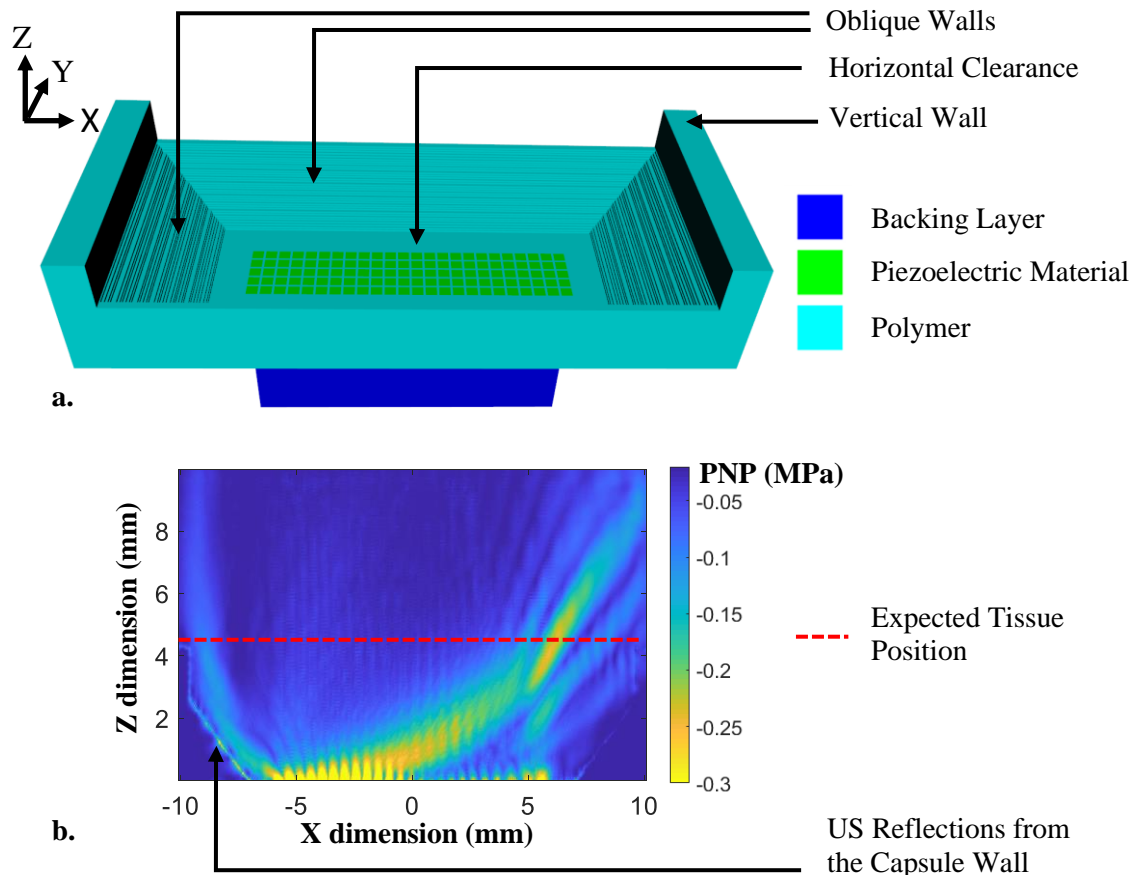 Oblique Walls
Z
Y
X
Horizontal Clearance
Vertical Wall
Backing Layer
Piezoelectric Material
Polymer
a.
PNP (MPa)
-0.05
-0.1
-0.15
-0.2
-0.25
-0.3
Z dimension (mm)
8
6
4
2
-10
-5
0
5
10
X dimension (mm)
Expected Tissue
Position
b.
US Reflections from
the Capsule Wall